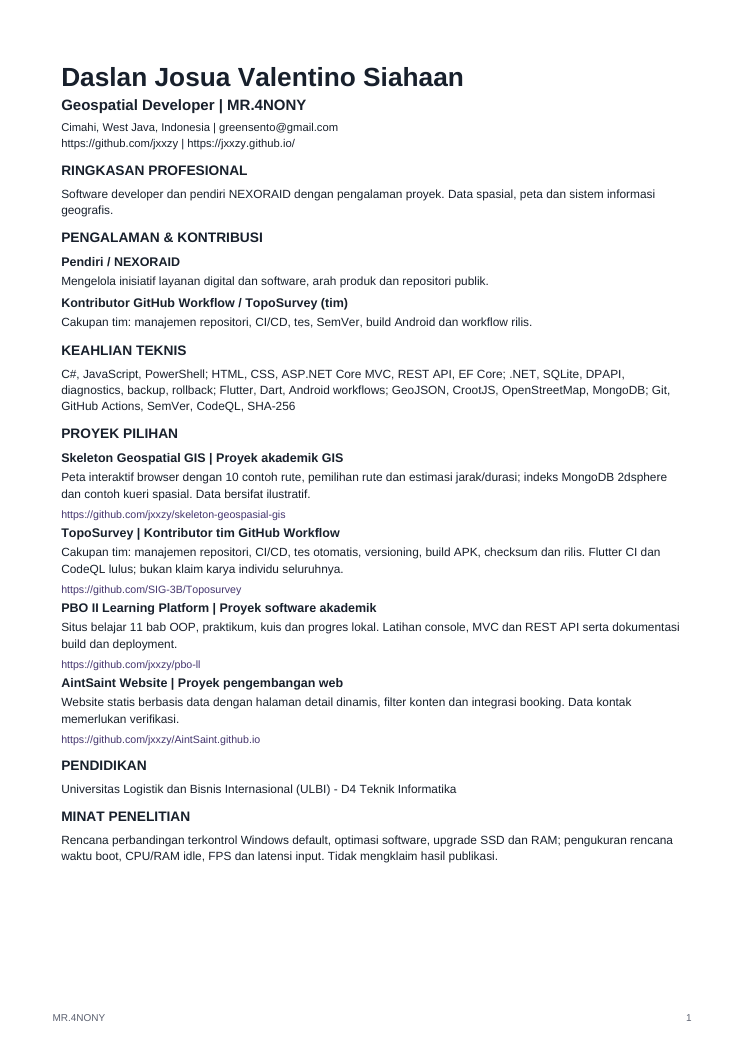 Daslan Josua Valentino Siahaan
Geospatial Developer | MR.4NONY
Cimahi, West Java, Indonesia | greensento@gmail.com
https://github.com/jxxzy | https://jxxzy.github.io/
RINGKASAN PROFESIONAL
Software developer dan pendiri NEXORAID dengan pengalaman proyek. Data spasial, peta dan sistem informasi
geografis.
PENGALAMAN & KONTRIBUSI
Pendiri / NEXORAID
Mengelola inisiatif layanan digital dan software, arah produk dan repositori publik.
Kontributor GitHub Workflow / TopoSurvey (tim)
Cakupan tim: manajemen repositori, CI/CD, tes, SemVer, build Android dan workflow rilis.
KEAHLIAN TEKNIS
C#, JavaScript, PowerShell; HTML, CSS, ASP.NET Core MVC, REST API, EF Core; .NET, SQLite, DPAPI,
diagnostics, backup, rollback; Flutter, Dart, Android workflows; GeoJSON, CrootJS, OpenStreetMap, MongoDB; Git,
GitHub Actions, SemVer, CodeQL, SHA-256
PROYEK PILIHAN
Skeleton Geospatial GIS | Proyek akademik GIS
Peta interaktif browser dengan 10 contoh rute, pemilihan rute dan estimasi jarak/durasi; indeks MongoDB 2dsphere
dan contoh kueri spasial. Data bersifat ilustratif.
https://github.com/jxxzy/skeleton-geospasial-gis
TopoSurvey | Kontributor tim GitHub Workflow
Cakupan tim: manajemen repositori, CI/CD, tes otomatis, versioning, build APK, checksum dan rilis. Flutter CI dan
CodeQL lulus; bukan klaim karya individu seluruhnya.
https://github.com/SIG-3B/Toposurvey
PBO II Learning Platform | Proyek software akademik
Situs belajar 11 bab OOP, praktikum, kuis dan progres lokal. Latihan console, MVC dan REST API serta dokumentasi
build dan deployment.
https://github.com/jxxzy/pbo-ll
AintSaint Website | Proyek pengembangan web
Website statis berbasis data dengan halaman detail dinamis, filter konten dan integrasi booking. Data kontak
memerlukan verifikasi.
https://github.com/jxxzy/AintSaint.github.io
PENDIDIKAN
Universitas Logistik dan Bisnis Internasional (ULBI) - D4 Teknik Informatika
MINAT PENELITIAN
Rencana perbandingan terkontrol Windows default, optimasi software, upgrade SSD dan RAM; pengukuran rencana
waktu boot, CPU/RAM idle, FPS dan latensi input. Tidak mengklaim hasil publikasi.
MR.4NONY
1